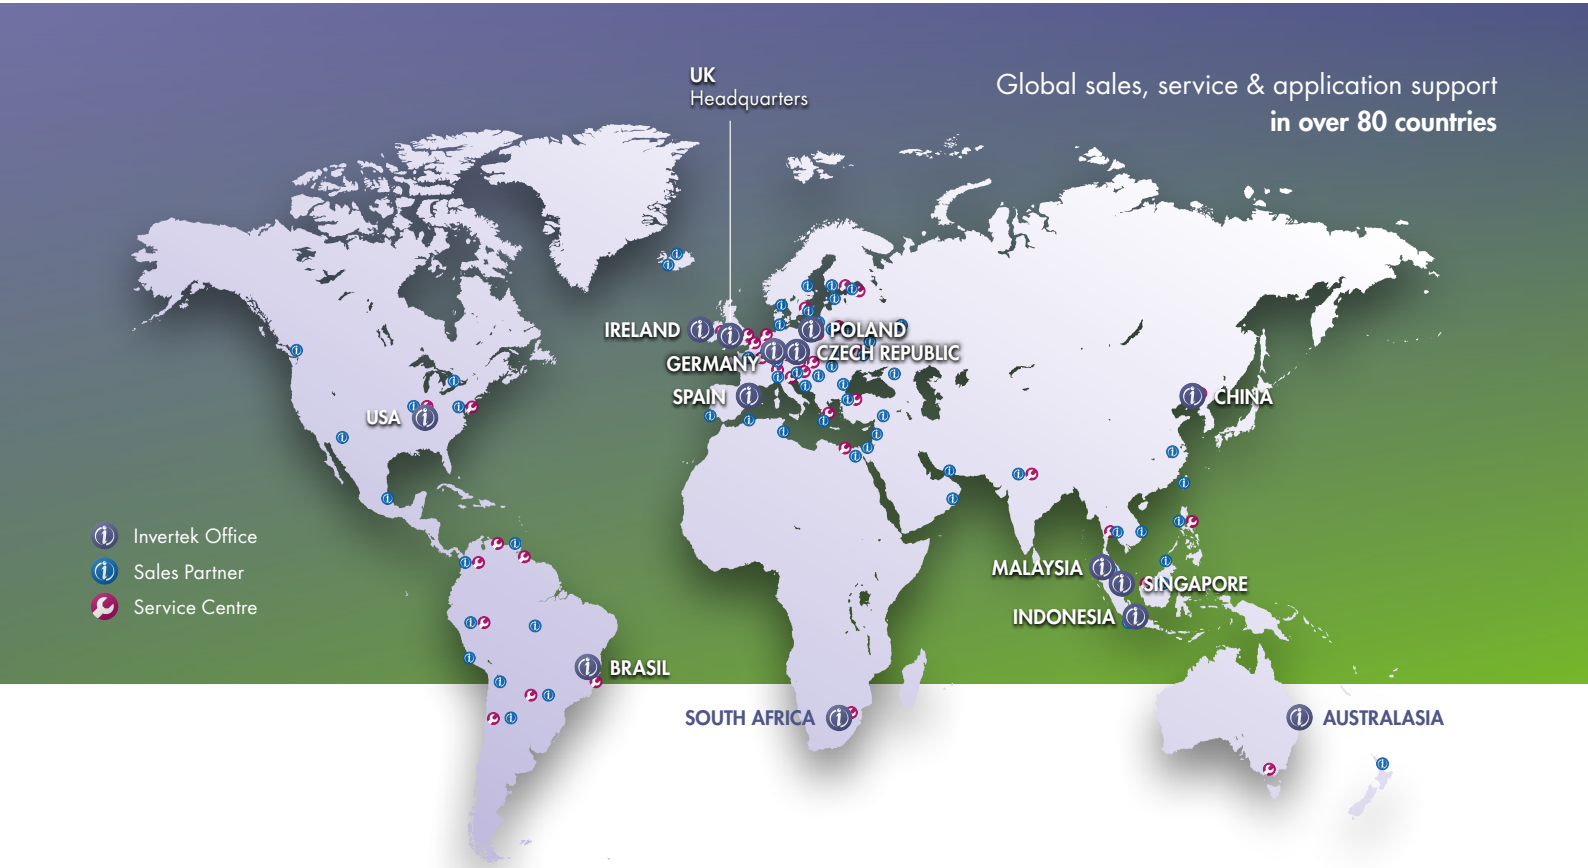 UK
Headquarters
Global sales, service & application support
in over 80 countries
IRELAND
POLAND
GERMANY
CZECH REPUBLIC
SPAIN
USA
CHINA
Invertek Office
Sales Partner
Service Centre
MALAYSIA
SINGAPORE
INDONESIA
BRASIL
SOUTH AFRICA
AUSTRALASIA